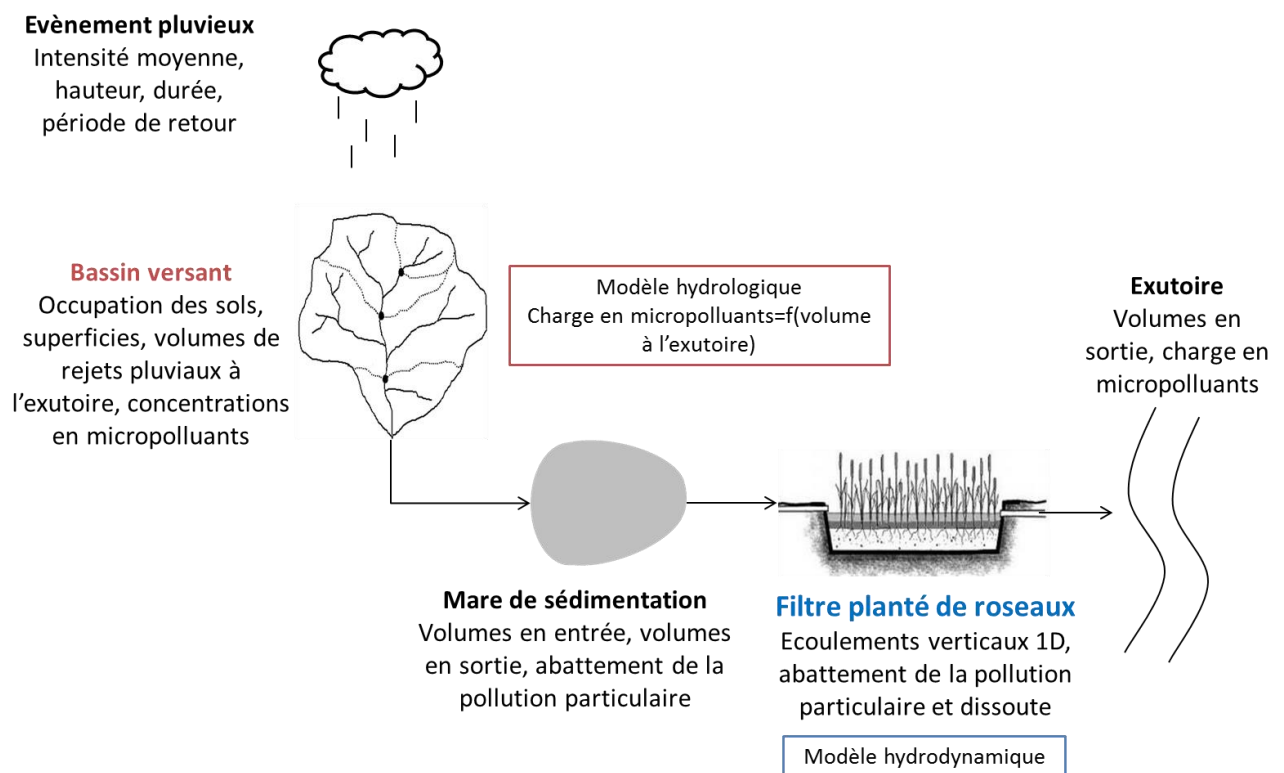 Evènement pluvieux
Intensité moyenne,
hauteur, durée,
période de retour
Bassin versant
Occupation des sols,
superficies, volumes de
rejets pluviaux à
l'exutoire, concentrations
en micropolluants
Modèle hydrologique
Charge en micropolluants=f(volume
à l'exutoire)
Exutoire
Volumes en
sortie, charge en
micropolluants
Mare de sédimentation
Volumes en entrée, volumes
en sortie, abattement de la
pollution particulaire
Filtre planté de roseaux
Ecoulements verticaux 1D,
abattement de la pollution
particulaire et dissoute
Modèle hydrodynamique